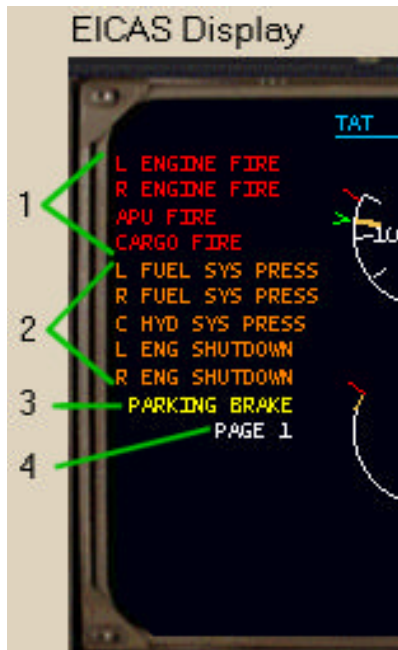 EICAS Display
TAT
L ENGINE FIRE
R ENGINE FIRE
APU FIRE
CARGO FIRE
L FUEL SYS PRESS
R FUEL SYS PRESS
C HYD SYS PRESS
L ENG SHUTDOWN
R ENG SHUTDOWN
PARKING BRAKE
PAGE 1
1
2
3
4